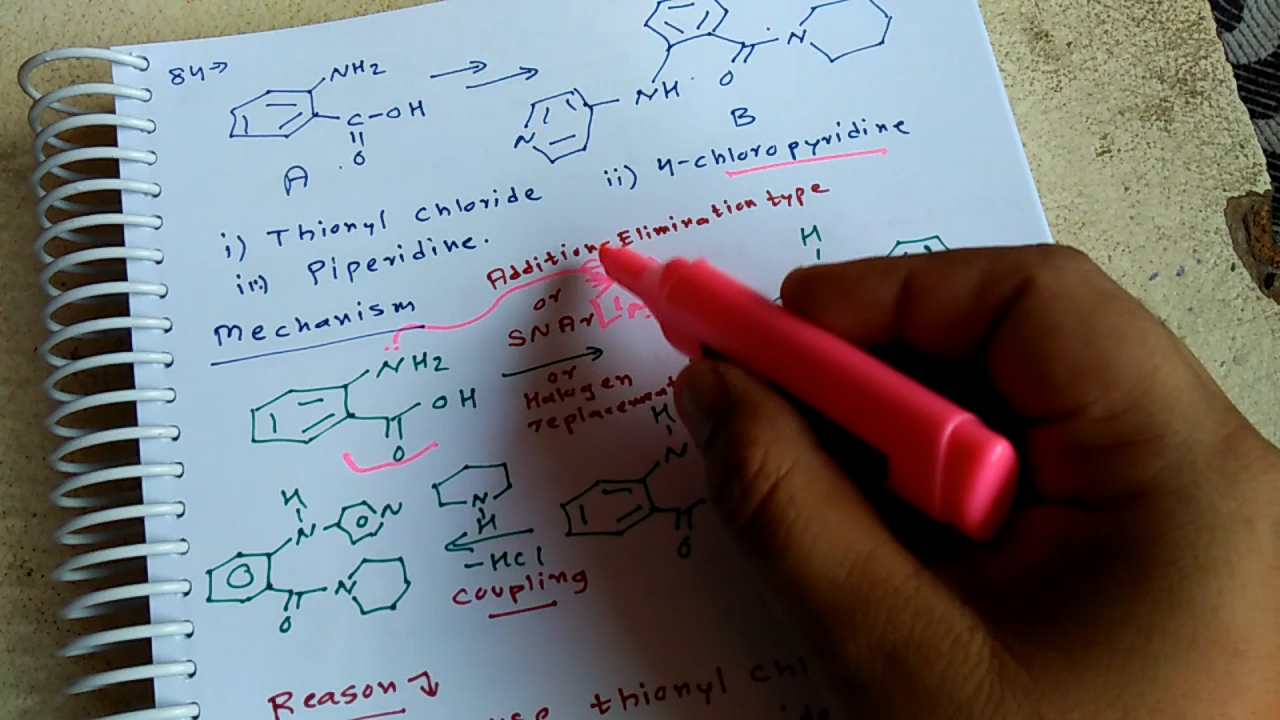 84→
NH2
C-OH
O
A
NH
N
N
O
B
i) Thionyl chloride
ii) 4-chloropyridine
iii) Piperidine.
Mechanism
Addition-Elimination type
or
SNAr
or
Halogen
NH2
OH
O
H
H
N
O
H
N
N
N
O
N
H
-HCl
coupling
Reason ↓
thionyl